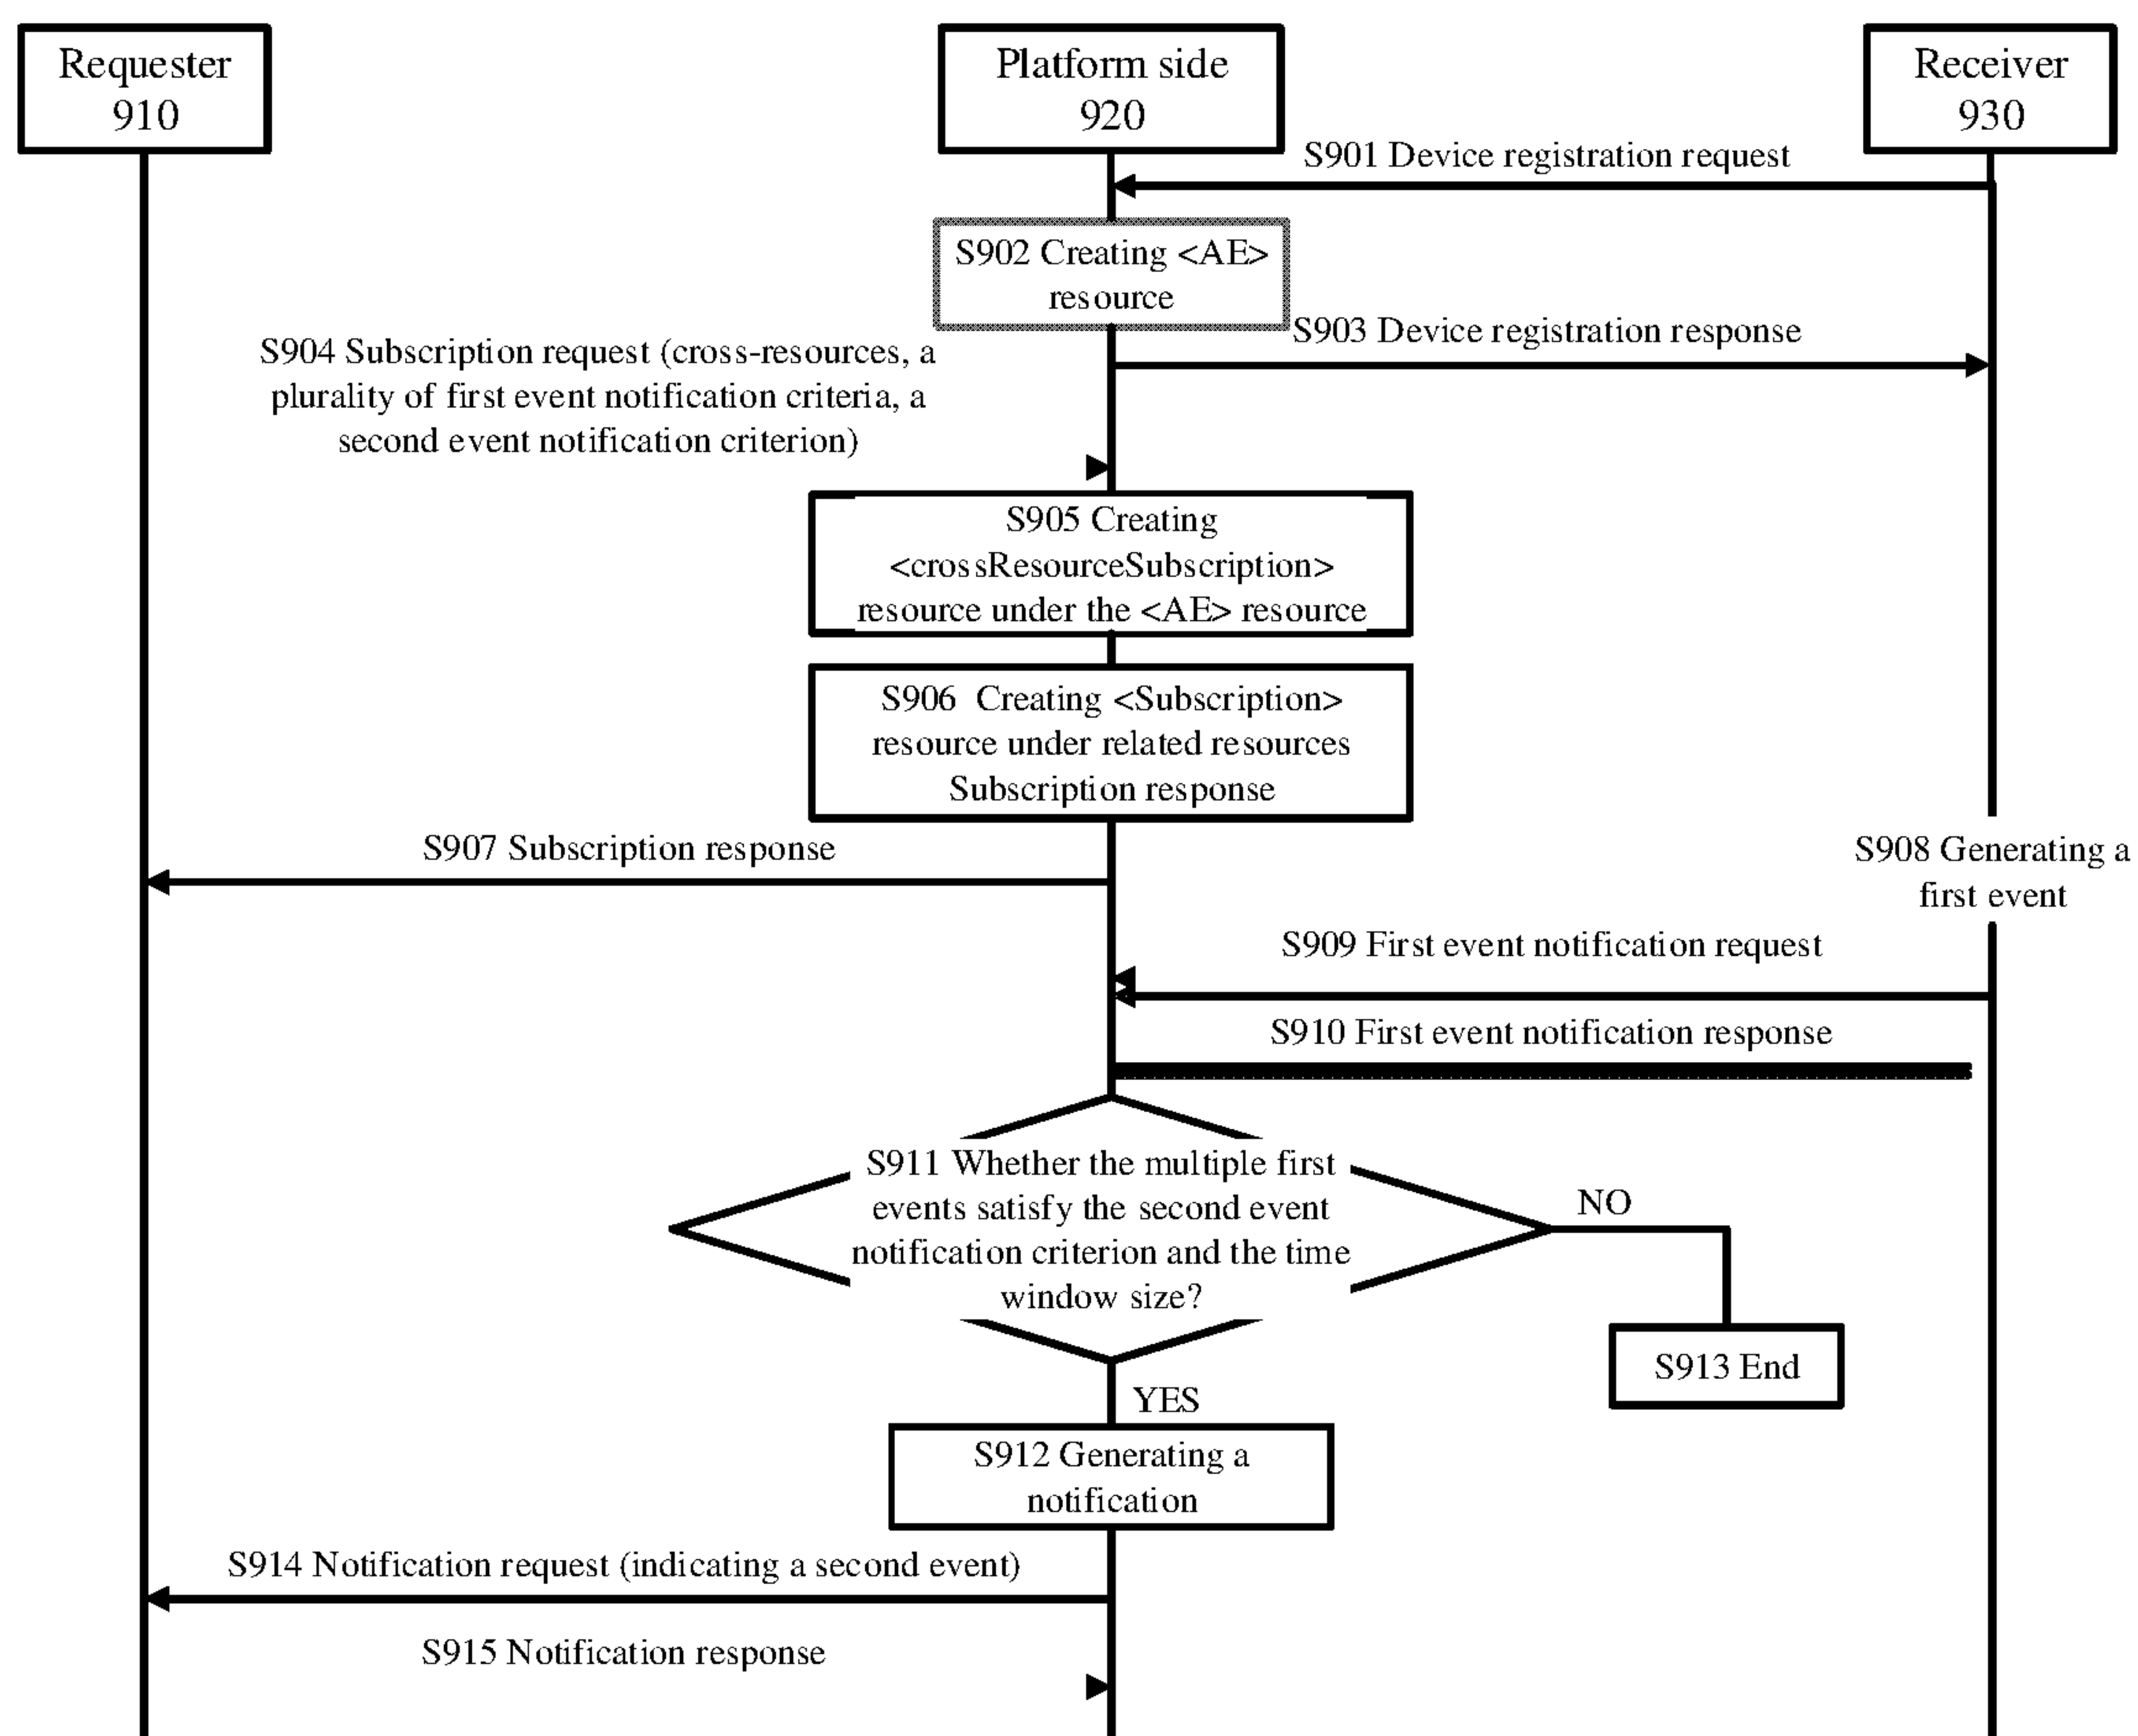 Requester
910
Platform side
920
Receiver
930
S901 Device registration request
S902 Creating <AE>
resource
S903 Device registration response
S904 Subscription request (cross-resources, a
plurality of first event notification criteria, a
second event notification criterion)
S905 Creating
<crossResourceSubscription>
resource under the <AE> resource
S906 Creating <Subscription>
resource under related resources
Subscription response
S907 Subscription response
S908 Generating a
first event
S909 First event notification request
S910 First event notification response
S911 Whether the multiple first
events satisfy the second event
notification criterion and the time
window size?
NO
S913 End
YES
S912 Generating a
notification
S914 Notification request (indicating a second event)
S915 Notification response